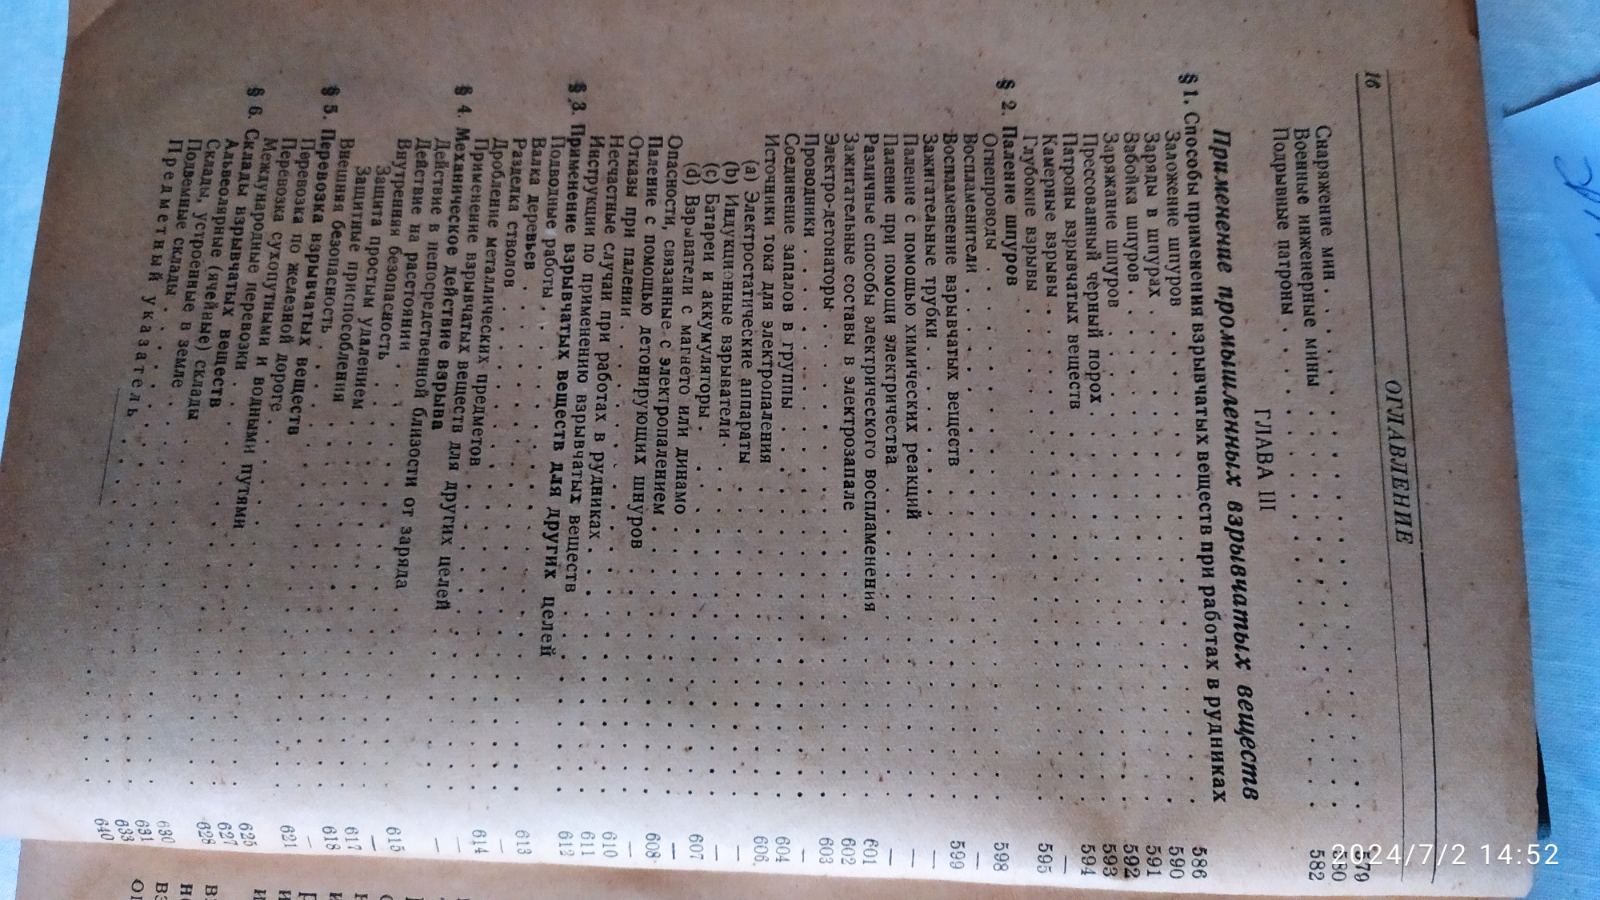 16
ОГЛАВЛЕНИЕ
Снаряжение мин . . . 579
Военные инженерные мины . . . 580
Подрывные патроны . . . 582
ГЛАВА III
Применение промышленных взрывчатых веществ
§ 1. Способы применения взрывчатых веществ при работах в рудниках . 586
Заложение шпуров . . . 590
Заряды в шпурах . . . 591
Забойка шпуров . . . 592
Заряжание шпуров . . . 593
Прессованный черный порох . . . 594
Патроны взрывчатых веществ . . . —
Камерные взрывы . . . 595
Глубокие взрывы . . . —
§ 2. Паление шпуров . . . 598
Огнепроводы . . . —
Воспламенители . . . 599
Воспламенение взрывчатых веществ . . . —
Зажигательные трубки . . . —
Паление с помощью химических реакций . . . —
Паление при помощи электричества . . . 601
Различные способы электрического воспламенения
Зажигательные составы в электрозапале . . . 602
Электро-детонаторы . . . 603
Проводники . . . 604
Соединение запалов в группы . . . 606
Источники тока для электропаления
(a) Электростатические аппараты . . . —
(b) Индукционные взрыватели . . . —
(c) Батареи и аккумуляторы . . . 607
(d) Взрыватели с магнето или динамо . . . —
Опасности, связанные с электропалением . . . 608
Паление с помощью детонирующих шнуров . . . —
Отказы при палении . . . 610
Несчастные случаи при работах в рудниках . . . 611
Инструкции по применению взрывчатых веществ . . . 612
§ 3. Применение взрывчатых веществ для других целей
Подводные работы . . . —
Валка деревьев . . . 613
Разделка стволов . . . —
Дробление металлических предметов . . . 614
Применение взрывчатых веществ для других целей . . . —
§ 4. Механическое действие взрыва . . . —
Действие в непосредственной близости от заряда
Действие на расстоянии . . . 615
Внутренняя безопасность . . . —
Защита простым удалением . . . 617
Защитные приспособления . . . 618
Внешняя безопасность . . . —
§ 5. Перевозка взрывчатых веществ . . . 621
Перевозка по железной дороге
Перевозка сухопутными и водными путями . . . 625
Международные перевозки . . . 627
§ 6. Склады взрывчатых веществ . . . 628
Альвеолярные (ячейные) склады
Склады, устроенные в земле . . . 630
Подземные склады . . . 631
633
Предметный указатель . . . 640
2024/7/2 14:52